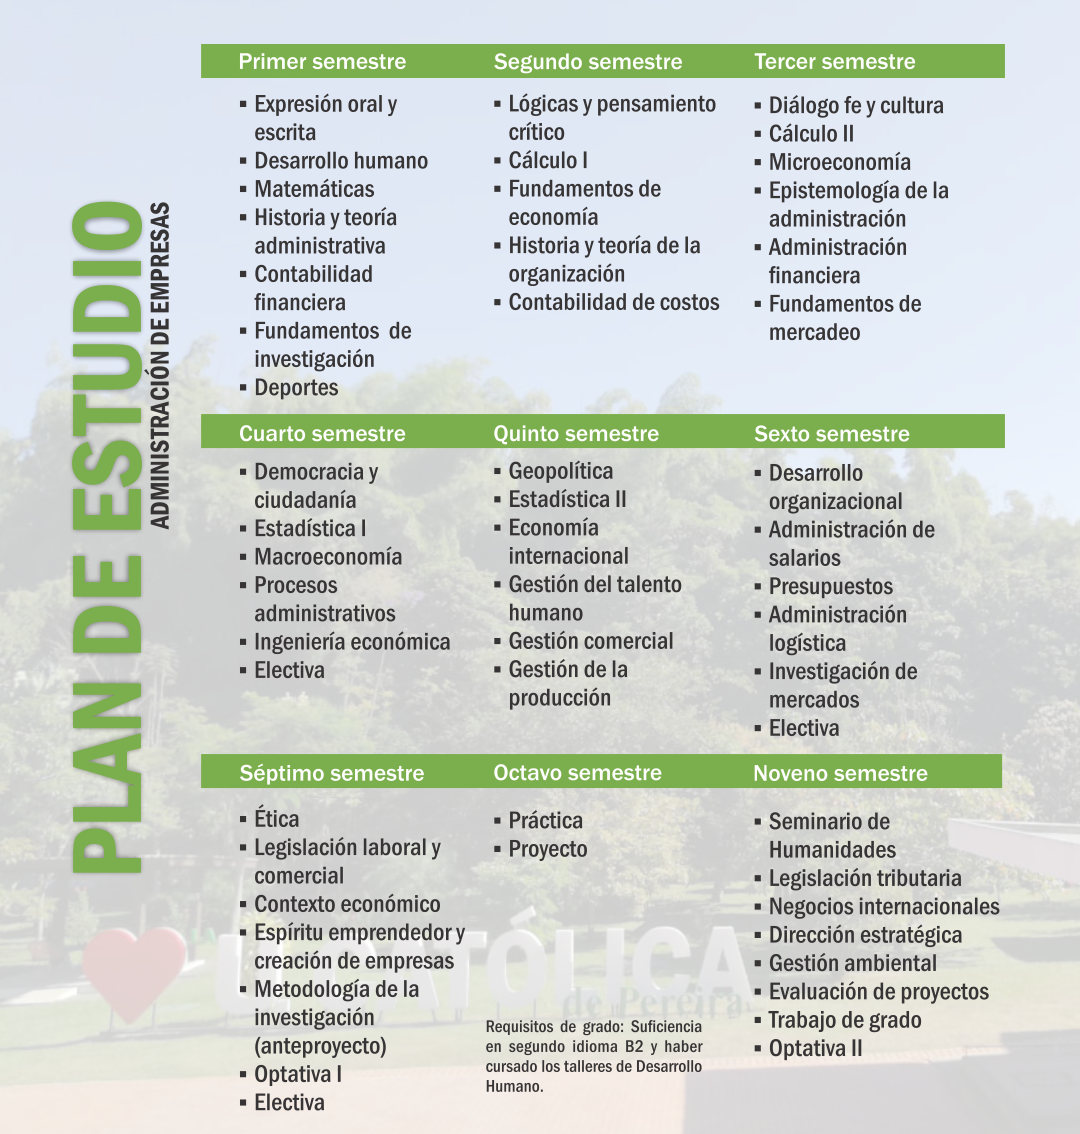 PLAN DE ESTUDIO
ADMINISTRACIÓN DE EMPRESAS
Primer semestre
▪ Expresión oral y
escrita
▪ Desarrollo humano
▪ Matemáticas
▪ Historia y teoría
administrativa
▪ Contabilidad
financiera
▪ Fundamentos de
investigación
▪ Deportes
Segundo semestre
▪ Lógicas y pensamiento
crítico
▪ Cálculo I
▪ Fundamentos de
economía
▪ Historia y teoría de la
organización
▪ Contabilidad de costos
Tercer semestre
▪ Diálogo fe y cultura
▪ Cálculo II
▪ Microeconomía
▪ Epistemología de la
administración
▪ Administración
financiera
▪ Fundamentos de
mercadeo
Cuarto semestre
▪ Democracia y
ciudadanía
▪ Estadística I
▪ Macroeconomía
▪ Procesos
administrativos
▪ Ingeniería económica
▪ Electiva
Quinto semestre
▪ Geopolítica
▪ Estadística II
▪ Economía
internacional
▪ Gestión del talento
humano
▪ Gestión comercial
▪ Gestión de la
producción
Sexto semestre
▪ Desarrollo
organizacional
▪ Administración de
salarios
▪ Presupuestos
▪ Administración
logística
▪ Investigación de
mercados
▪ Electiva
Séptimo semestre
▪ Ética
▪ Legislación laboral y
comercial
▪ Contexto económico
▪ Espíritu emprendedor y
creación de empresas
▪ Metodología de la
investigación
(anteproyecto)
▪ Optativa I
▪ Electiva
Octavo semestre
▪ Práctica
▪ Proyecto
Requisitos de grado: Suficiencia
en segundo idioma B2 y haber
cursado los talleres de Desarrollo
Humano.
Noveno semestre
▪ Seminario de
Humanidades
▪ Legislación tributaria
▪ Negocios internacionales
▪ Dirección estratégica
▪ Gestión ambiental
▪ Evaluación de proyectos
▪ Trabajo de grado
▪ Optativa II
U CATÓLICA
de Pereira